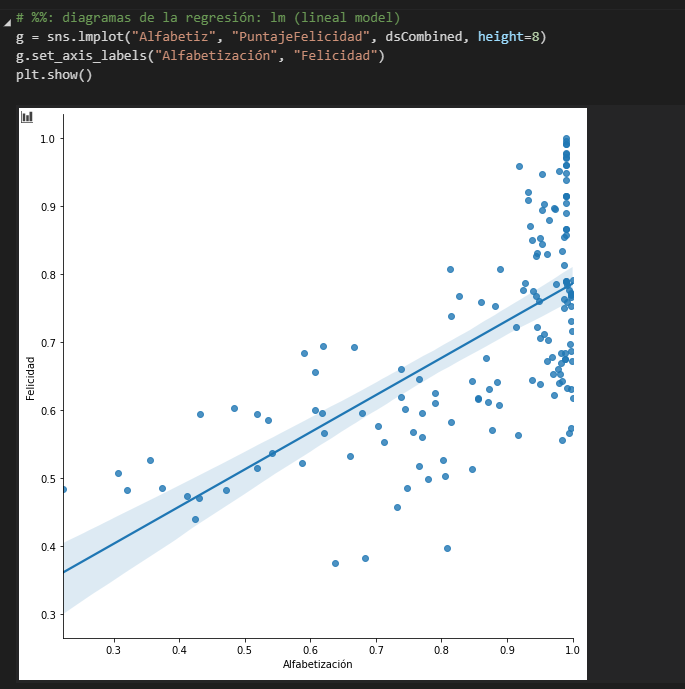 # %%: diagramas de la regresión: lm (lineal model)
g = sns.lmplot("Alfabetiz", "PuntajeFelicidad", dsCombined, height=8)
g.set_axis_labels("Alfabetización", "Felicidad")
plt.show()
1.0
0.9
0.8
0.7
0.6
0.5
0.4
0.3
Felicidad
0.3 0.4 0.5 0.6 0.7 0.8 0.9 1.0
Alfabetización